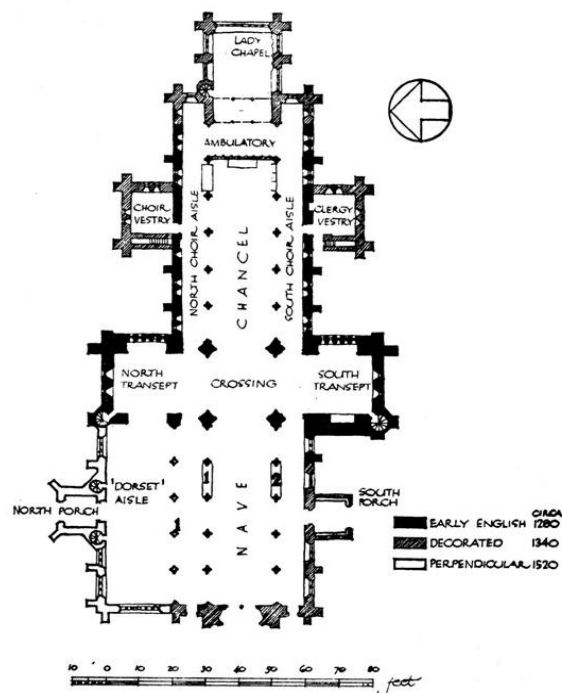 LADY
CHAPEL
AMBULATORY
CHOIR
VESTRY
NORTH CHOIR AISLE
CHANCEL
SOUTH CHOIR AISLE
CLERGY
VESTRY
NORTH
TRANSEPT
CROSSING
SOUTH
TRANSEPT
'DORSET'
AISLE
1
2
NORTH PORCH
NAVE
SOUTH
PORCH
CIRCA
EARLY ENGLISH 1280
DECORATED 1340
PERPENDICULAR 1520
10 0 10 20 30 40 50 60 70 80
feet